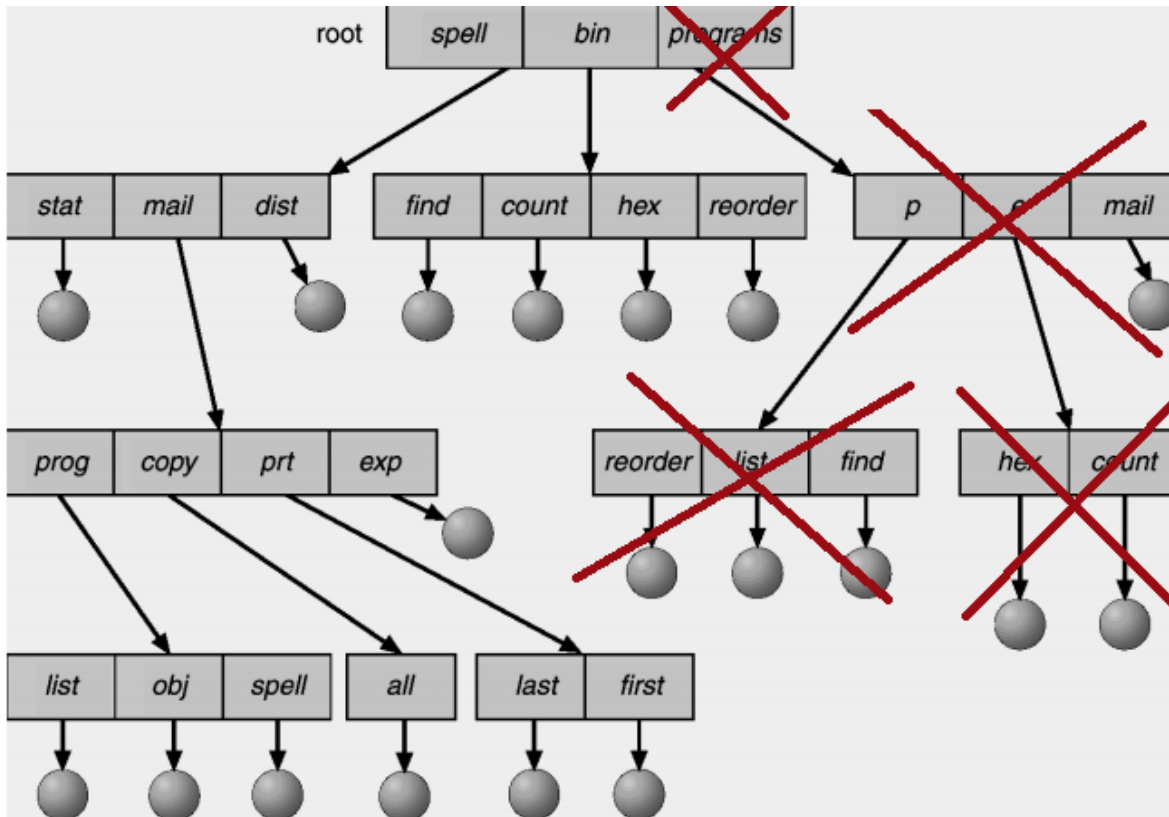 root spell bin programs
stat mail dist find count hex reorder p e mail
prog copy prt exp reorder list find hex count
list obj spell all last first